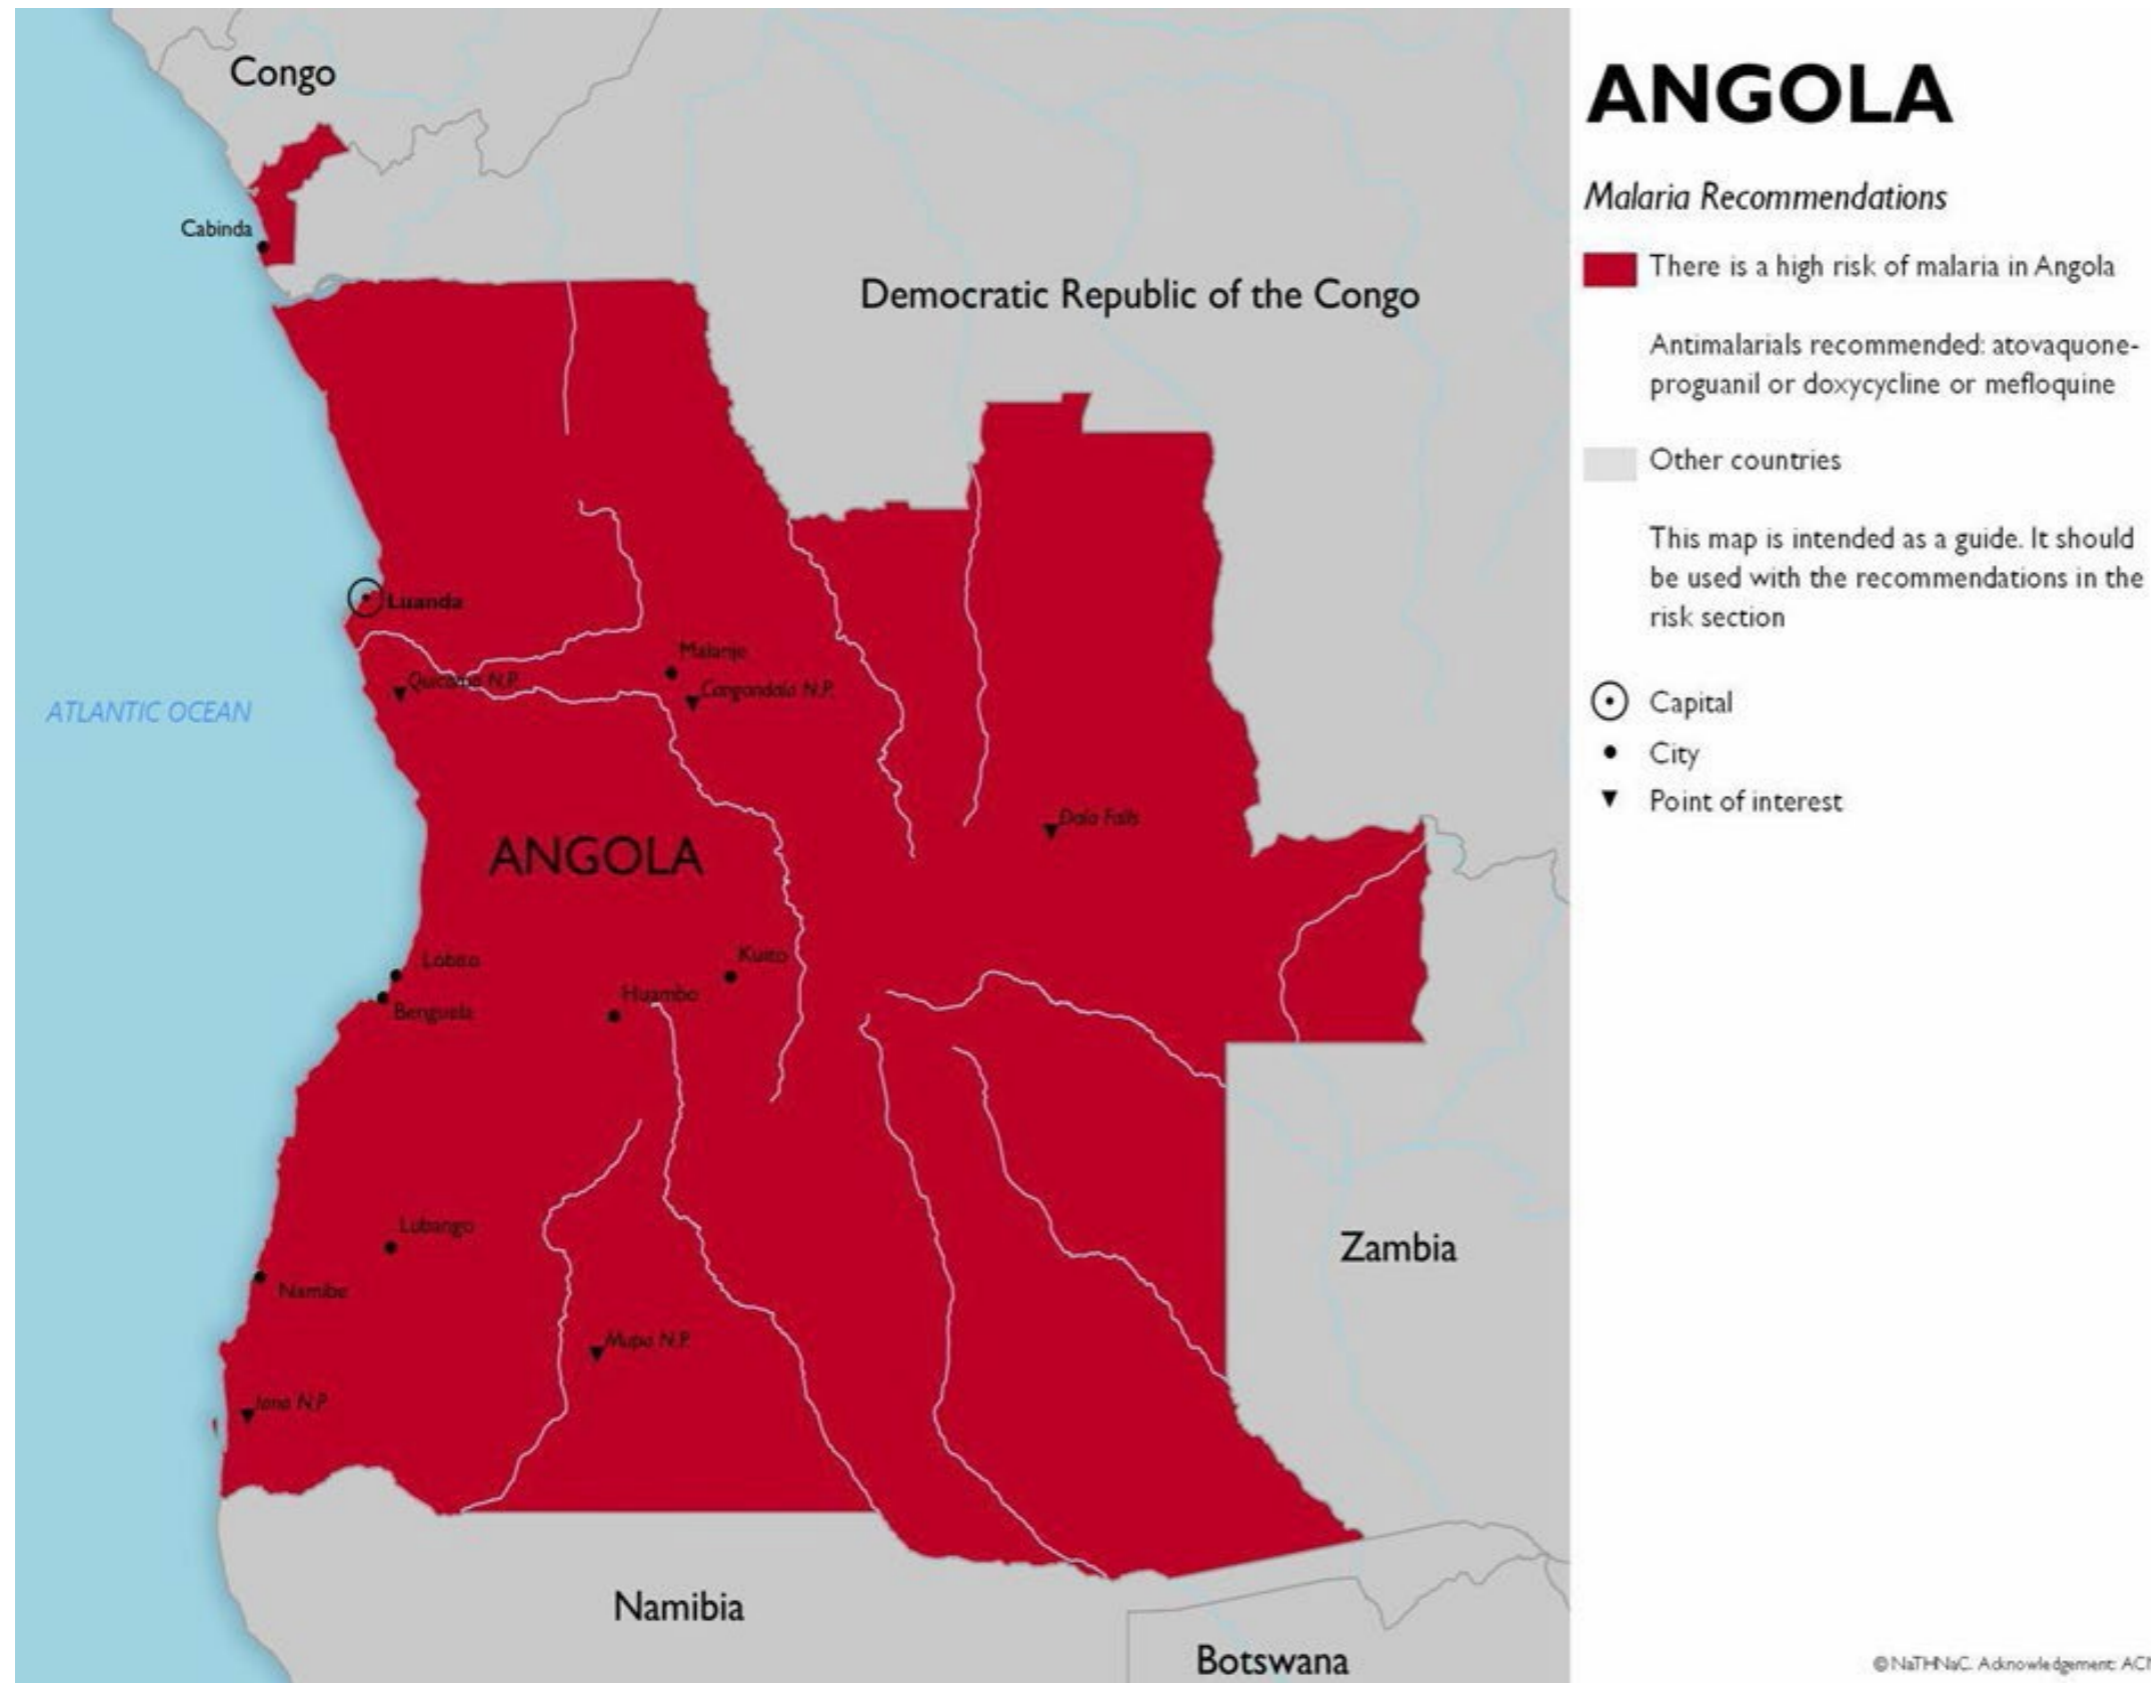 Congo
Cabinda
Democratic Republic of the Congo
Luanda
Malanje
Quicama N.P.
Cangandala N.P.
ATLANTIC OCEAN
Dala Falls
ANGOLA
Lobito
Kuito
Huambo
Benguela
Lubango
Namibe
Zambia
Mupa N.P.
Iona N.P.
Namibia
Botswana
ANGOLA
Malaria Recommendations
There is a high risk of malaria in Angola
Antimalarials recommended: atovaquone-
proguanil or doxycycline or mefloquine
Other countries
This map is intended as a guide. It should
be used with the recommendations in the
risk section
Capital
City
Point of interest
© NaTHNaC. Acknowledgement: